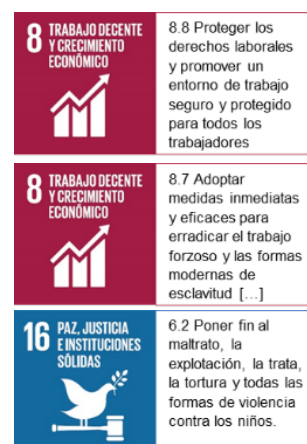 8 TRABAJO DECENTE
Y CRECIMIENTO
ECONÓMICO
8.8 Proteger los
derechos laborales
y promover un
entorno de trabajo
seguro y protegido
para todos los
trabajadores
8 TRABAJO DECENTE
Y CRECIMIENTO
ECONÓMICO
8.7 Adoptar
medidas inmediatas
y eficaces para
erradicar el trabajo
forzoso y las formas
modernas de
esclavitud […]
16 PAZ, JUSTICIA
E INSTITUCIONES
SÓLIDAS
6.2 Poner fin al
maltrato, la
explotación, la trata,
la tortura y todas las
formas de violencia
contra los niños.